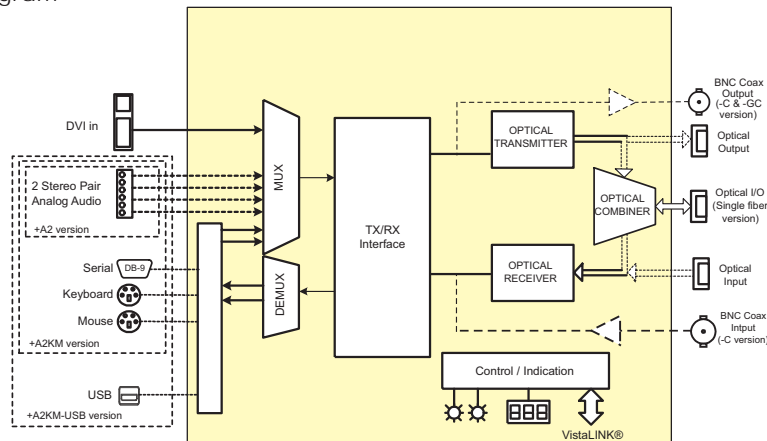 gram
DVI in
2 Stereo Pair
Analog Audio
+A2 version
Serial
DB-9
Keyboard
Mouse
+A2KM version
USB
+A2KM-USB version
MUX
DEMUX
TX/RX
Interface
OPTICAL
TRANSMITTER
OPTICAL
COMBINER
OPTICAL
RECEIVER
Control / Indication
VistaLINK®
BNC Coax
Output
(-C & -GC
version)
Optical
Output
Optical I/O
(Single fiber
version)
Optical
Input
BNC Coax
Intput
(-C version)